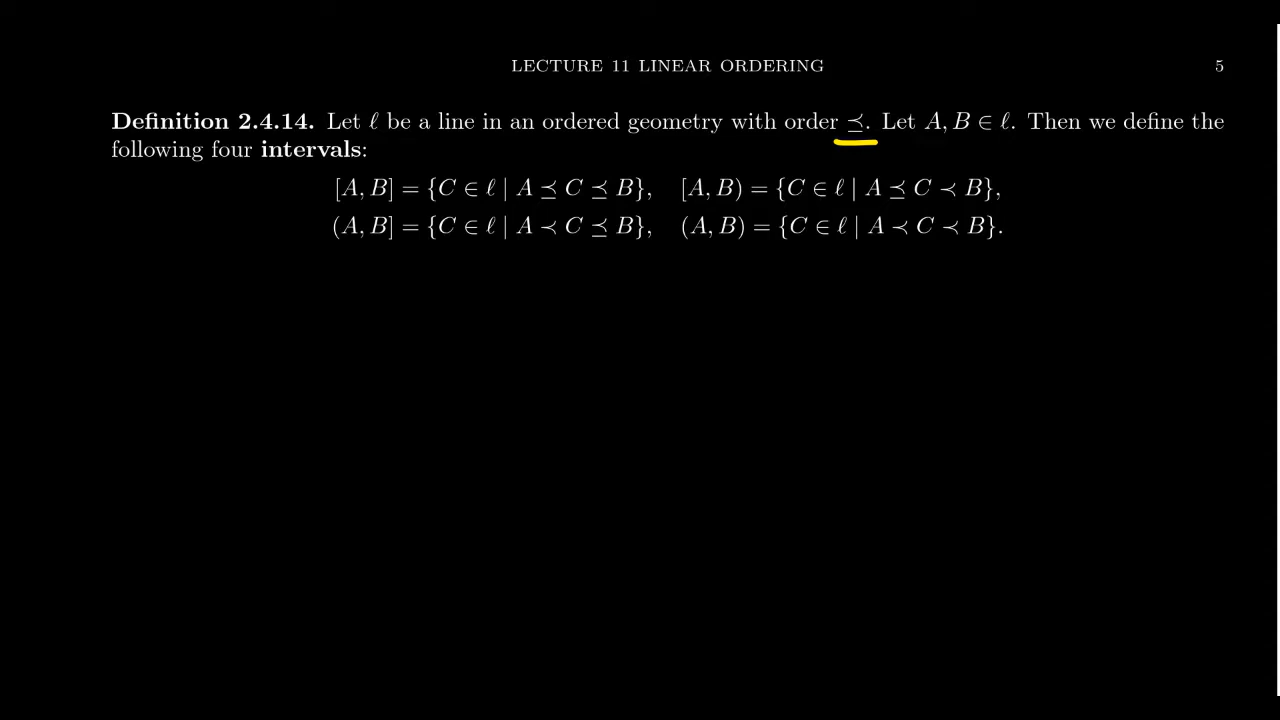 LECTURE 11 LINEAR ORDERING 5
Definition 2.4.14. Let ℓ be a line in an ordered geometry with order ⪯. Let A, B ∈ ℓ. Then we define the
following four intervals:
[A, B] = {C ∈ ℓ | A ⪯ C ⪯ B}, [A, B) = {C ∈ ℓ | A ⪯ C ≺ B},
(A, B] = {C ∈ ℓ | A ≺ C ⪯ B}, (A, B) = {C ∈ ℓ | A ≺ C ≺ B}.